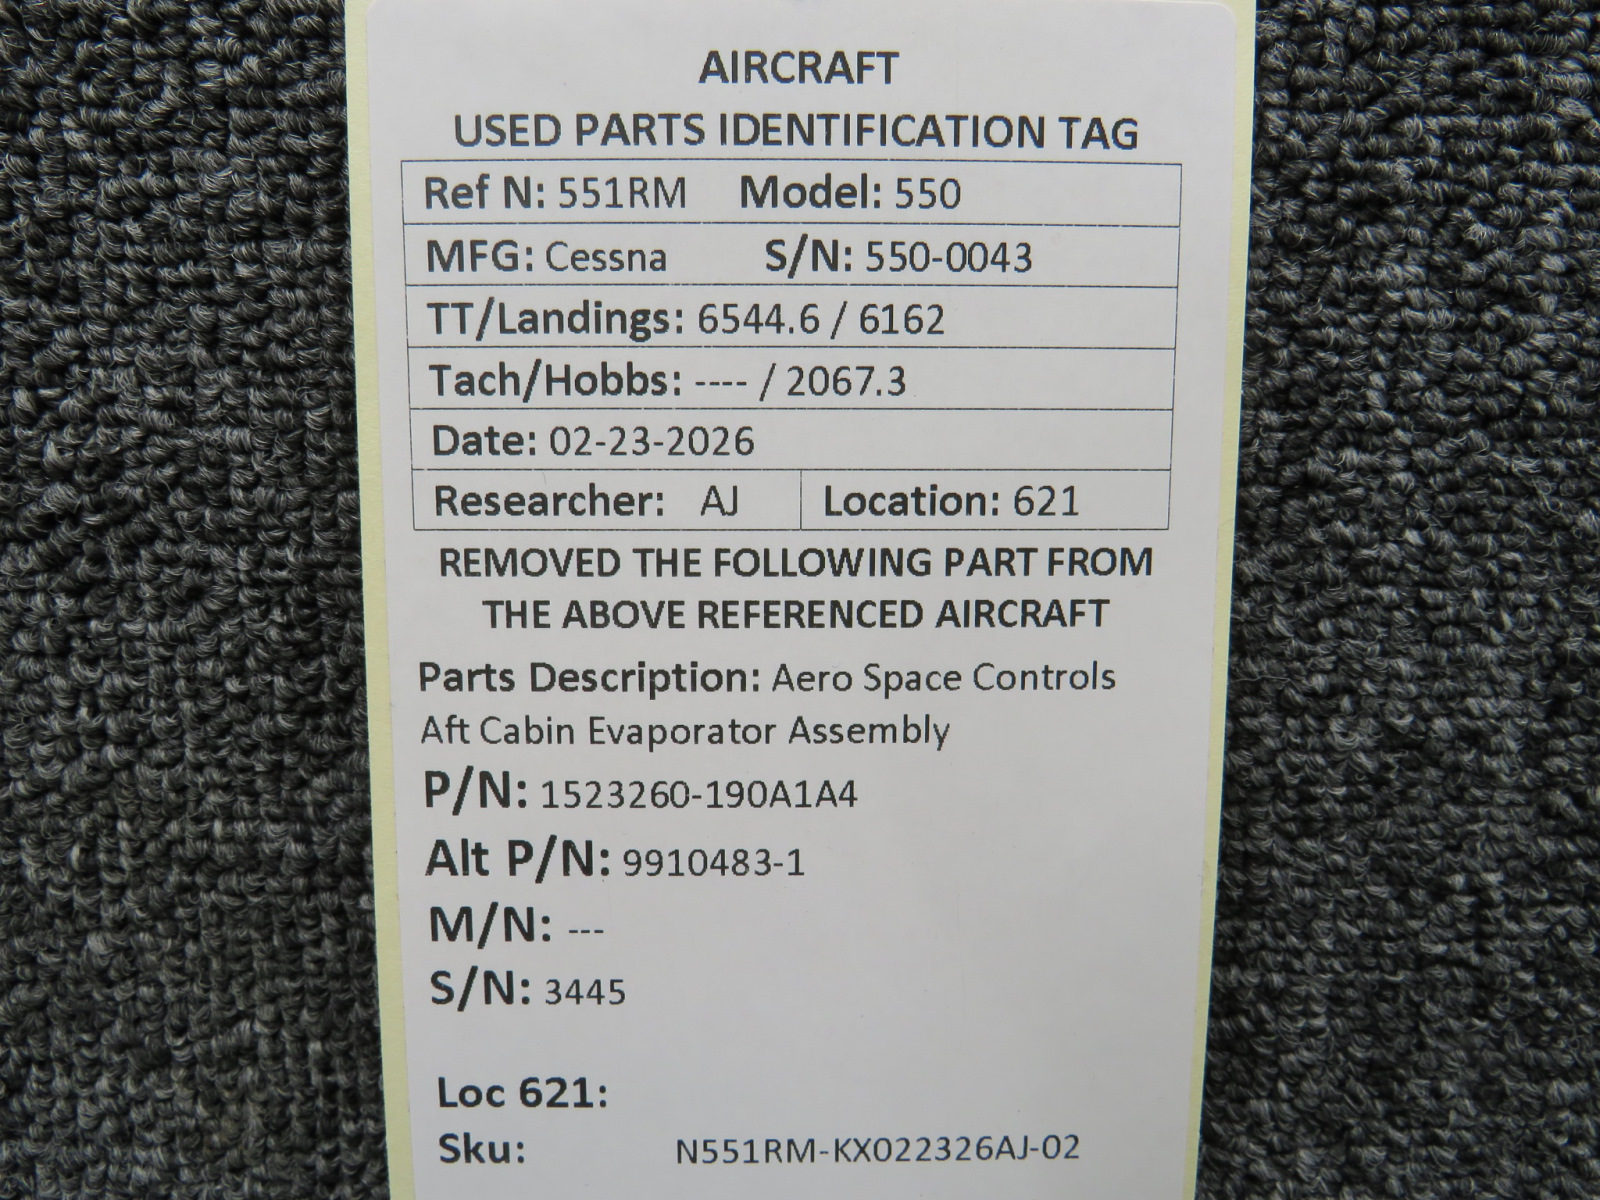 AIRCRAFT
USED PARTS IDENTIFICATION TAG
Ref N: 551RM Model: 550
MFG: Cessna S/N: 550-0043
TT/Landings: 6544.6 / 6162
Tach/Hobbs: ---- / 2067.3
Date: 02-23-2026
Researcher: AJ Location: 621
REMOVED THE FOLLOWING PART FROM
THE ABOVE REFERENCED AIRCRAFT
Parts Description: Aero Space Controls
Aft Cabin Evaporator Assembly
P/N: 1523260-190A1A4
Alt P/N: 9910483-1
M/N: ---
S/N: 3445
Loc 621:
Sku: N551RM-KX022326AJ-02